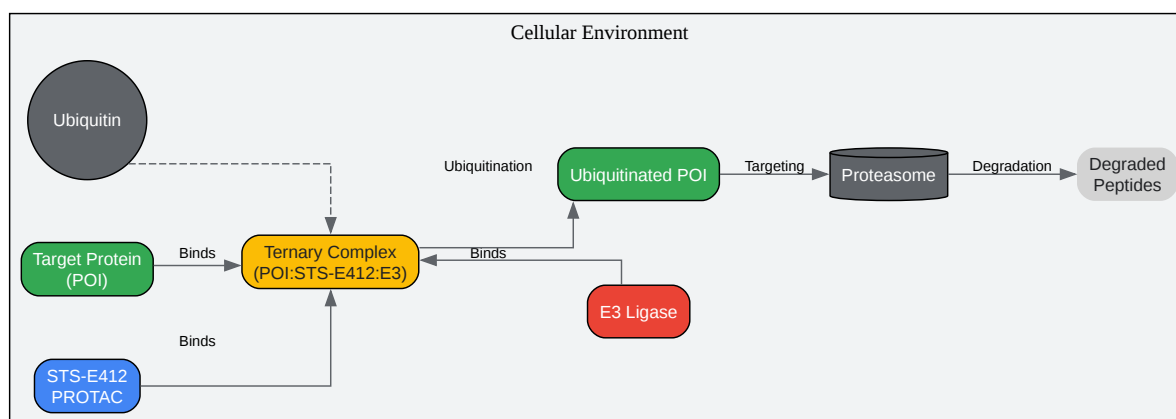 Cellular Environment
Ubiquitin
Ubiquitination
Ubiquitinated POI
Targeting
Proteasome
Degradation
Degraded
Peptides
Target Protein
(POI)
Binds
Ternary Complex
(POI:STS-E412:E3)
Binds
E3 Ligase
Binds
STS-E412
PROTAC